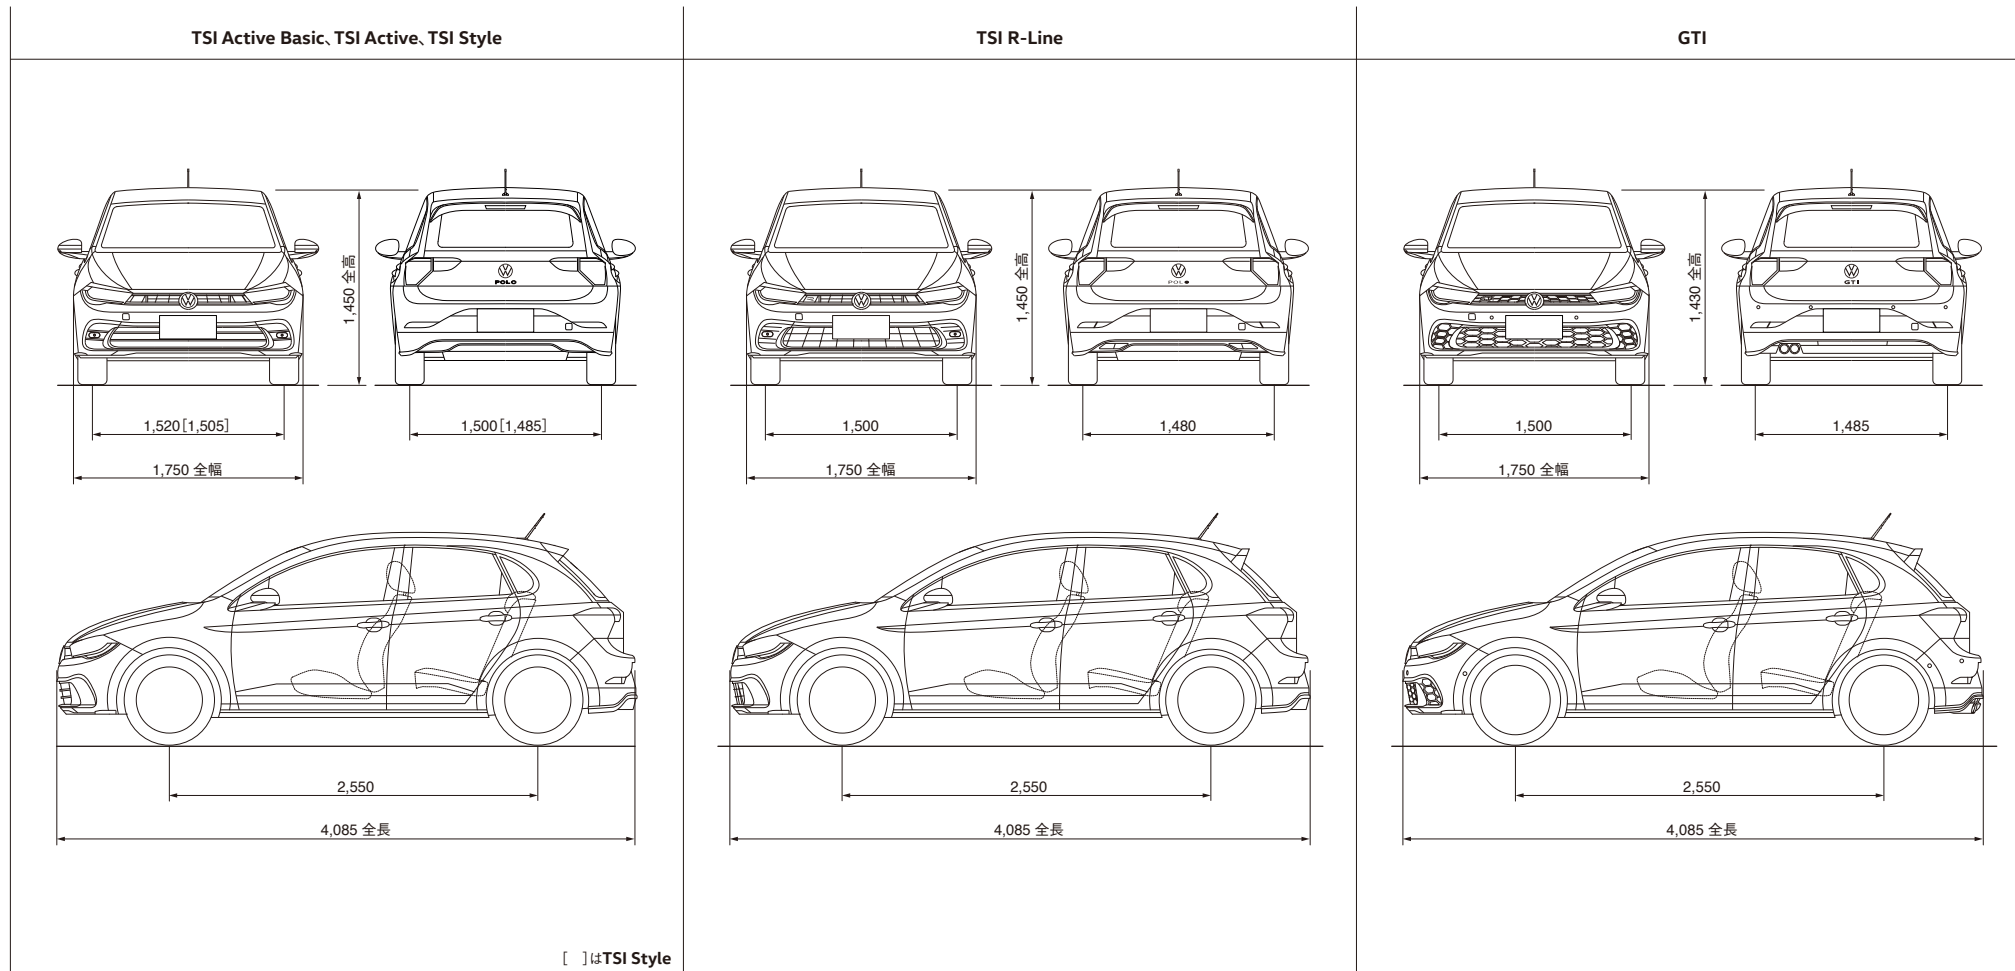 TSI Active Basic、TSI Active、TSI Style
TSI R-Line
GTI
1,450 全高
POLO
1,520[1,505]
1,500[1,485]
1,750 全幅
1,450 全高
POLO
1,500
1,480
1,750 全幅
1,430 全高
GTI
1,500
1,485
1,750 全幅
2,550
4,085 全長
2,550
4,085 全長
2,550
4,085 全長
[ ]はTSI Style